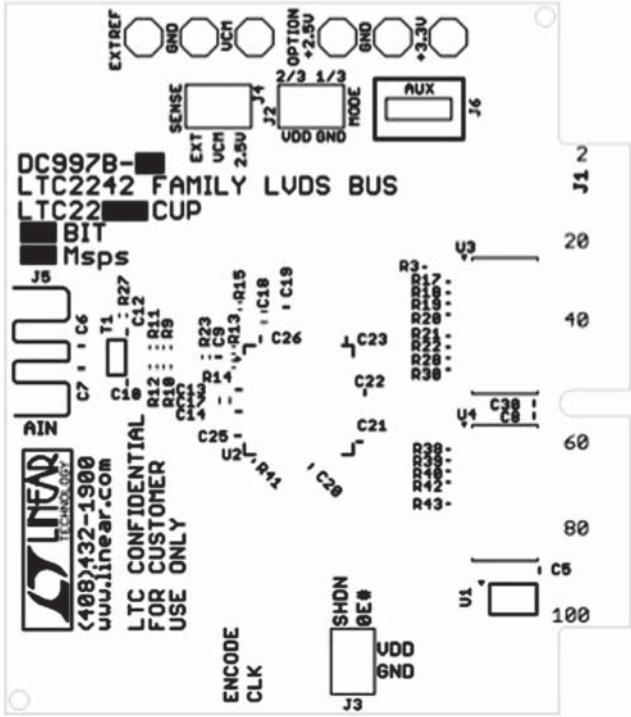 EXTREF
GND
VCM
OPTION
+2.5V
GND
+3.3V
SENSE
J4
EXT
VCM
2.5V
2/3 1/3
J2
MODE
VDD GND
AUX
J6
DC997B-
LTC2242 FAMILY LVDS BUS
LTC22 CUP
BIT
Msps
2
J1
20
40
60
80
100
J5
C6
C7
AIN
R27
C12
T1
C10
R11
R9
R12
R10
R23
C9
R13
R15
C18
C19
C26
R14
C14
C25
U2
R41
C23
C22
C21
C20
U3
R3
R17
R18
R19
R20
R21
R22
R28
R30
C30
C8
U4
R38
R39
R40
R42
R43
C5
U1
LINEAR
TECHNOLOGY
(408)432-1900
www.linear.com
LTC CONFIDENTIAL
FOR CUSTOMER
USE ONLY
ENCODE
CLK
SHDN
0E#
VDD
GND
J3